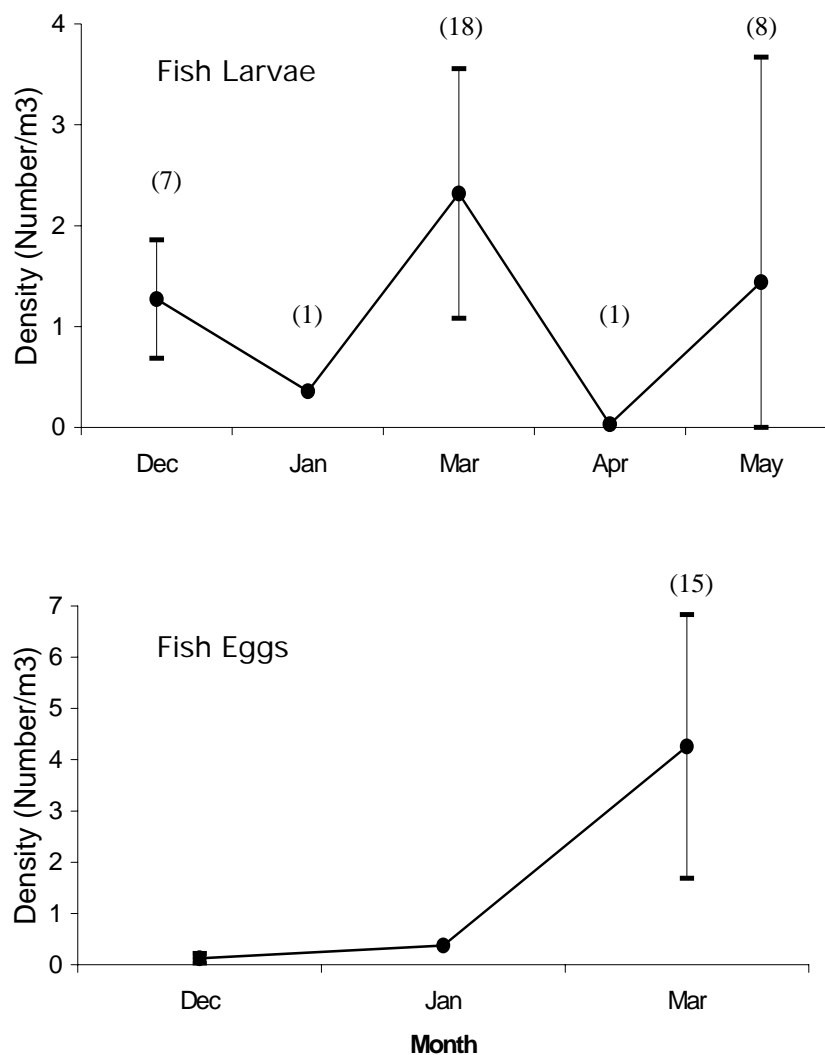 Fish Larvae
Density (Number/m3)
4
3
2
1
0
(7)
(1)
(18)
(1)
(8)
Dec
Jan
Mar
Apr
May
Fish Eggs
Density (Number/m3)
7
6
5
4
3
2
1
0
(15)
Dec
Jan
Mar
Month